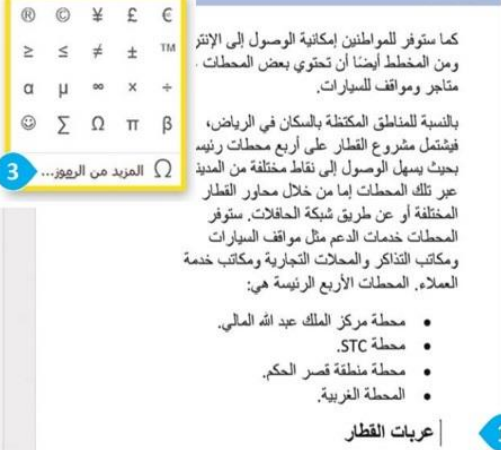 ® © ¥ £ €
≥ ≤ ≠ ± TM
α µ ∞ × ÷
☺ ∑ Ω π β
Ω المزيد من الرموز...
3
كما ستوفر للمواطنين إمكانية الوصول إلى
ومن المخطط أيضًا أن تحتوي بعض المحطات
متاجر ومواقف للسيارات.
بالنسبة للمناطق المكتظة بالسكان في الرياض،
فيشتمل مشروع القطار على أربع محطات
بحيث يسهل الوصول إلى نقاط مختلفة من
عبر تلك المحطات إما من خلال محاور القطار
المختلفة أو عن طريق شبكة الحافلات. ستوفر
المحطات خدمات الدعم مثل مواقف السيارات
ومكاتب التذاكر والمحلات التجارية ومكاتب خدمة
العملاء. المحطات الأربع الرئيسة هي:
• محطة مركز الملك عبد الله المالي.
• محطة STC.
• محطة منطقة قصر الحكم.
• المحطة الغربية.
عربات القطار